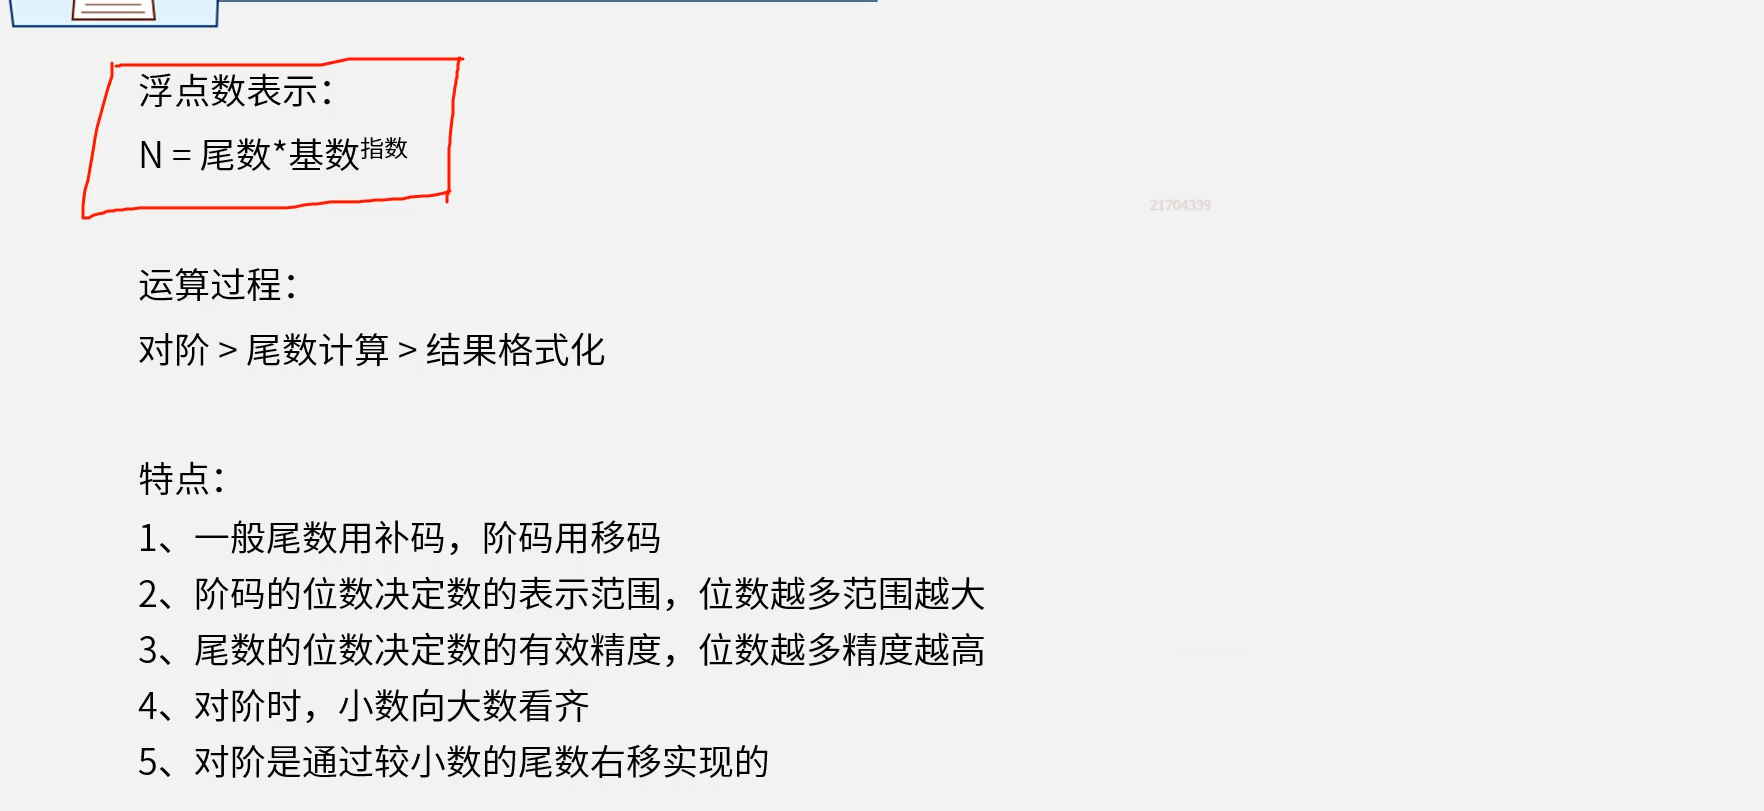 浮点数表示：
N = 尾数*基数指数
21704339
运算过程：
对阶 > 尾数计算 > 结果格式化
特点：
1、一般尾数用补码，阶码用移码
2、阶码的位数决定数的表示范围，位数越多范围越大
3、尾数的位数决定数的有效精度，位数越多精度越高
4、对阶时，小数向大数看齐
5、对阶是通过较小数的尾数右移实现的